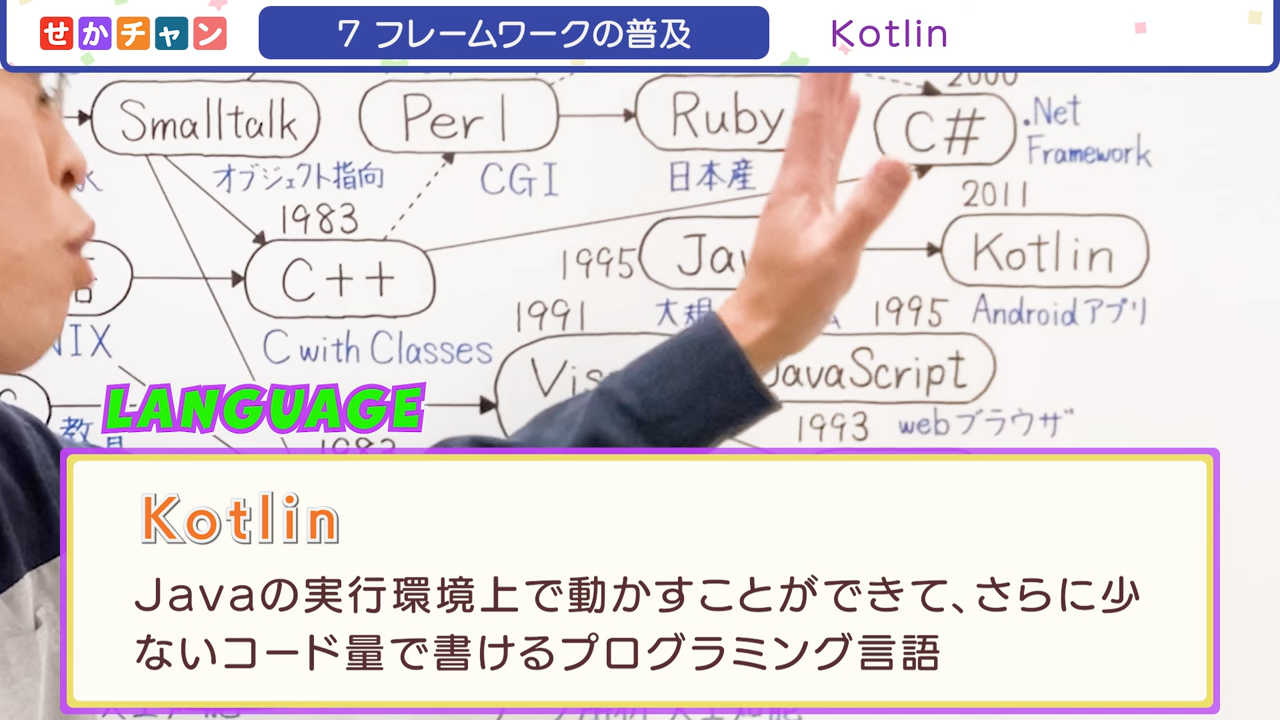 せかチャン
7 フレームワークの普及
Kotlin
2000
Smalltalk
Perl
Ruby
C#
.Net
Framework
オブジェクト指向
CGI
日本産
1983
2011
C++
1995
Kotlin
NIX
C with Classes
1991
1995
Androidアプリ
JavaScript
1993
webブラウザ
LANGUAGE
Kotlin
Javaの実行環境上で動かすことができて、さらに少
ないコード量で書けるプログラミング言語